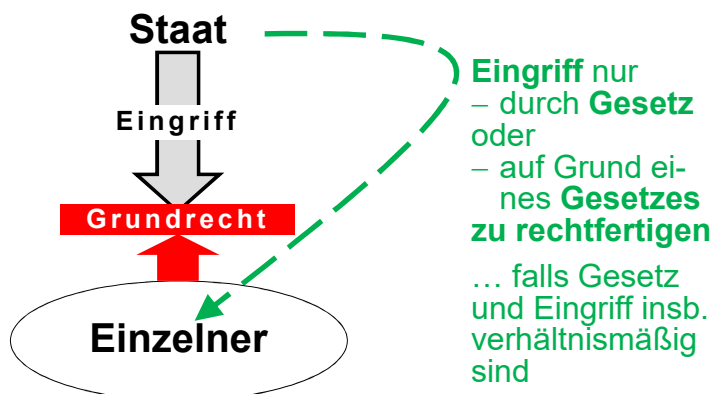 Staat
Eingriff
Grundrecht
Einzelner
Eingriff nur
– durch Gesetz
oder
– auf Grund ei-
nes Gesetzes
zu rechtfertigen
… falls Gesetz
und Eingriff insb.
verhältnismäßig
sind